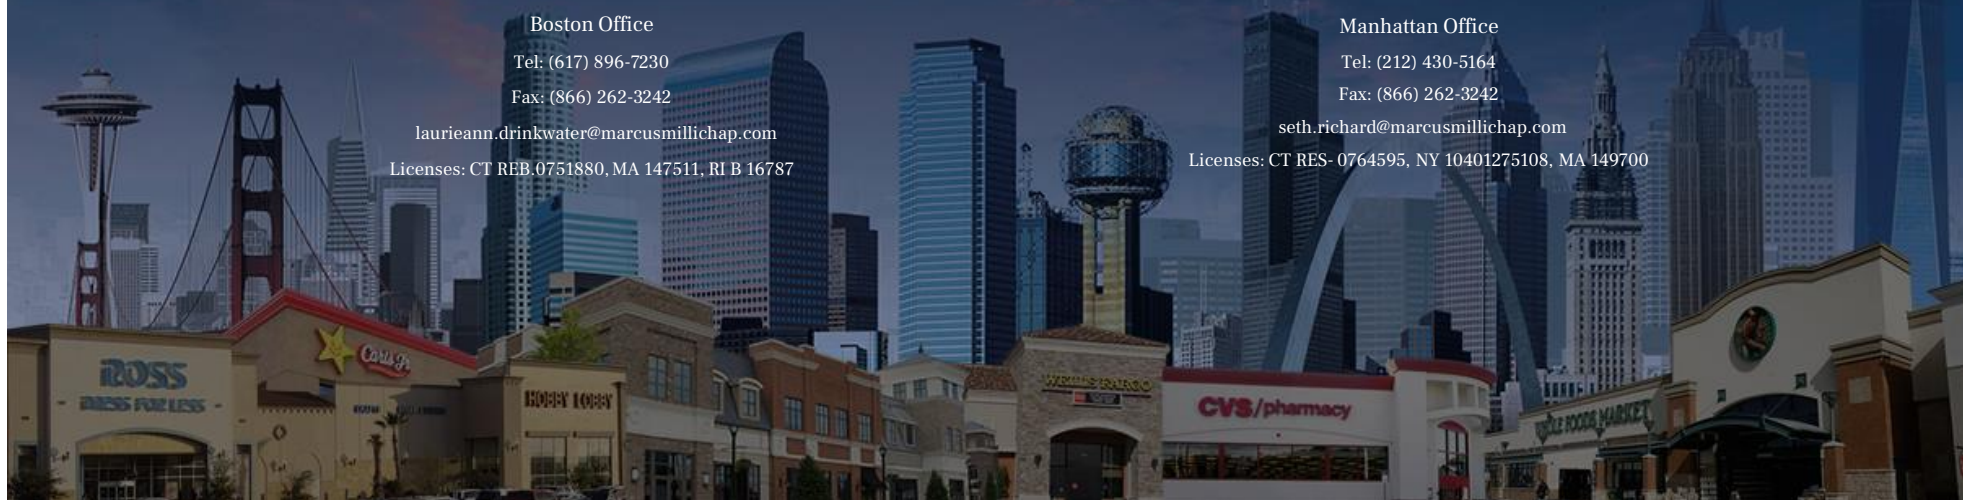 Boston Office
Tel: (617) 896-7230
Fax: (866) 262-3242
laurieann.drinkwater@marcusmillichap.com
Licenses: CT REB.0751880, MA 147511, RI B 16787
Manhattan Office
Tel: (212) 430-5164
Fax: (866) 262-3242
seth.richard@marcusmillichap.com
Licenses: CT RES- 0764595, NY 10401275108, MA 149700
ROSS
DRESS FOR LESS
Carl's Jr.
HOBBY LOBBY
WELLS FARGO
CVS/pharmacy
WHOLE FOODS MARKET